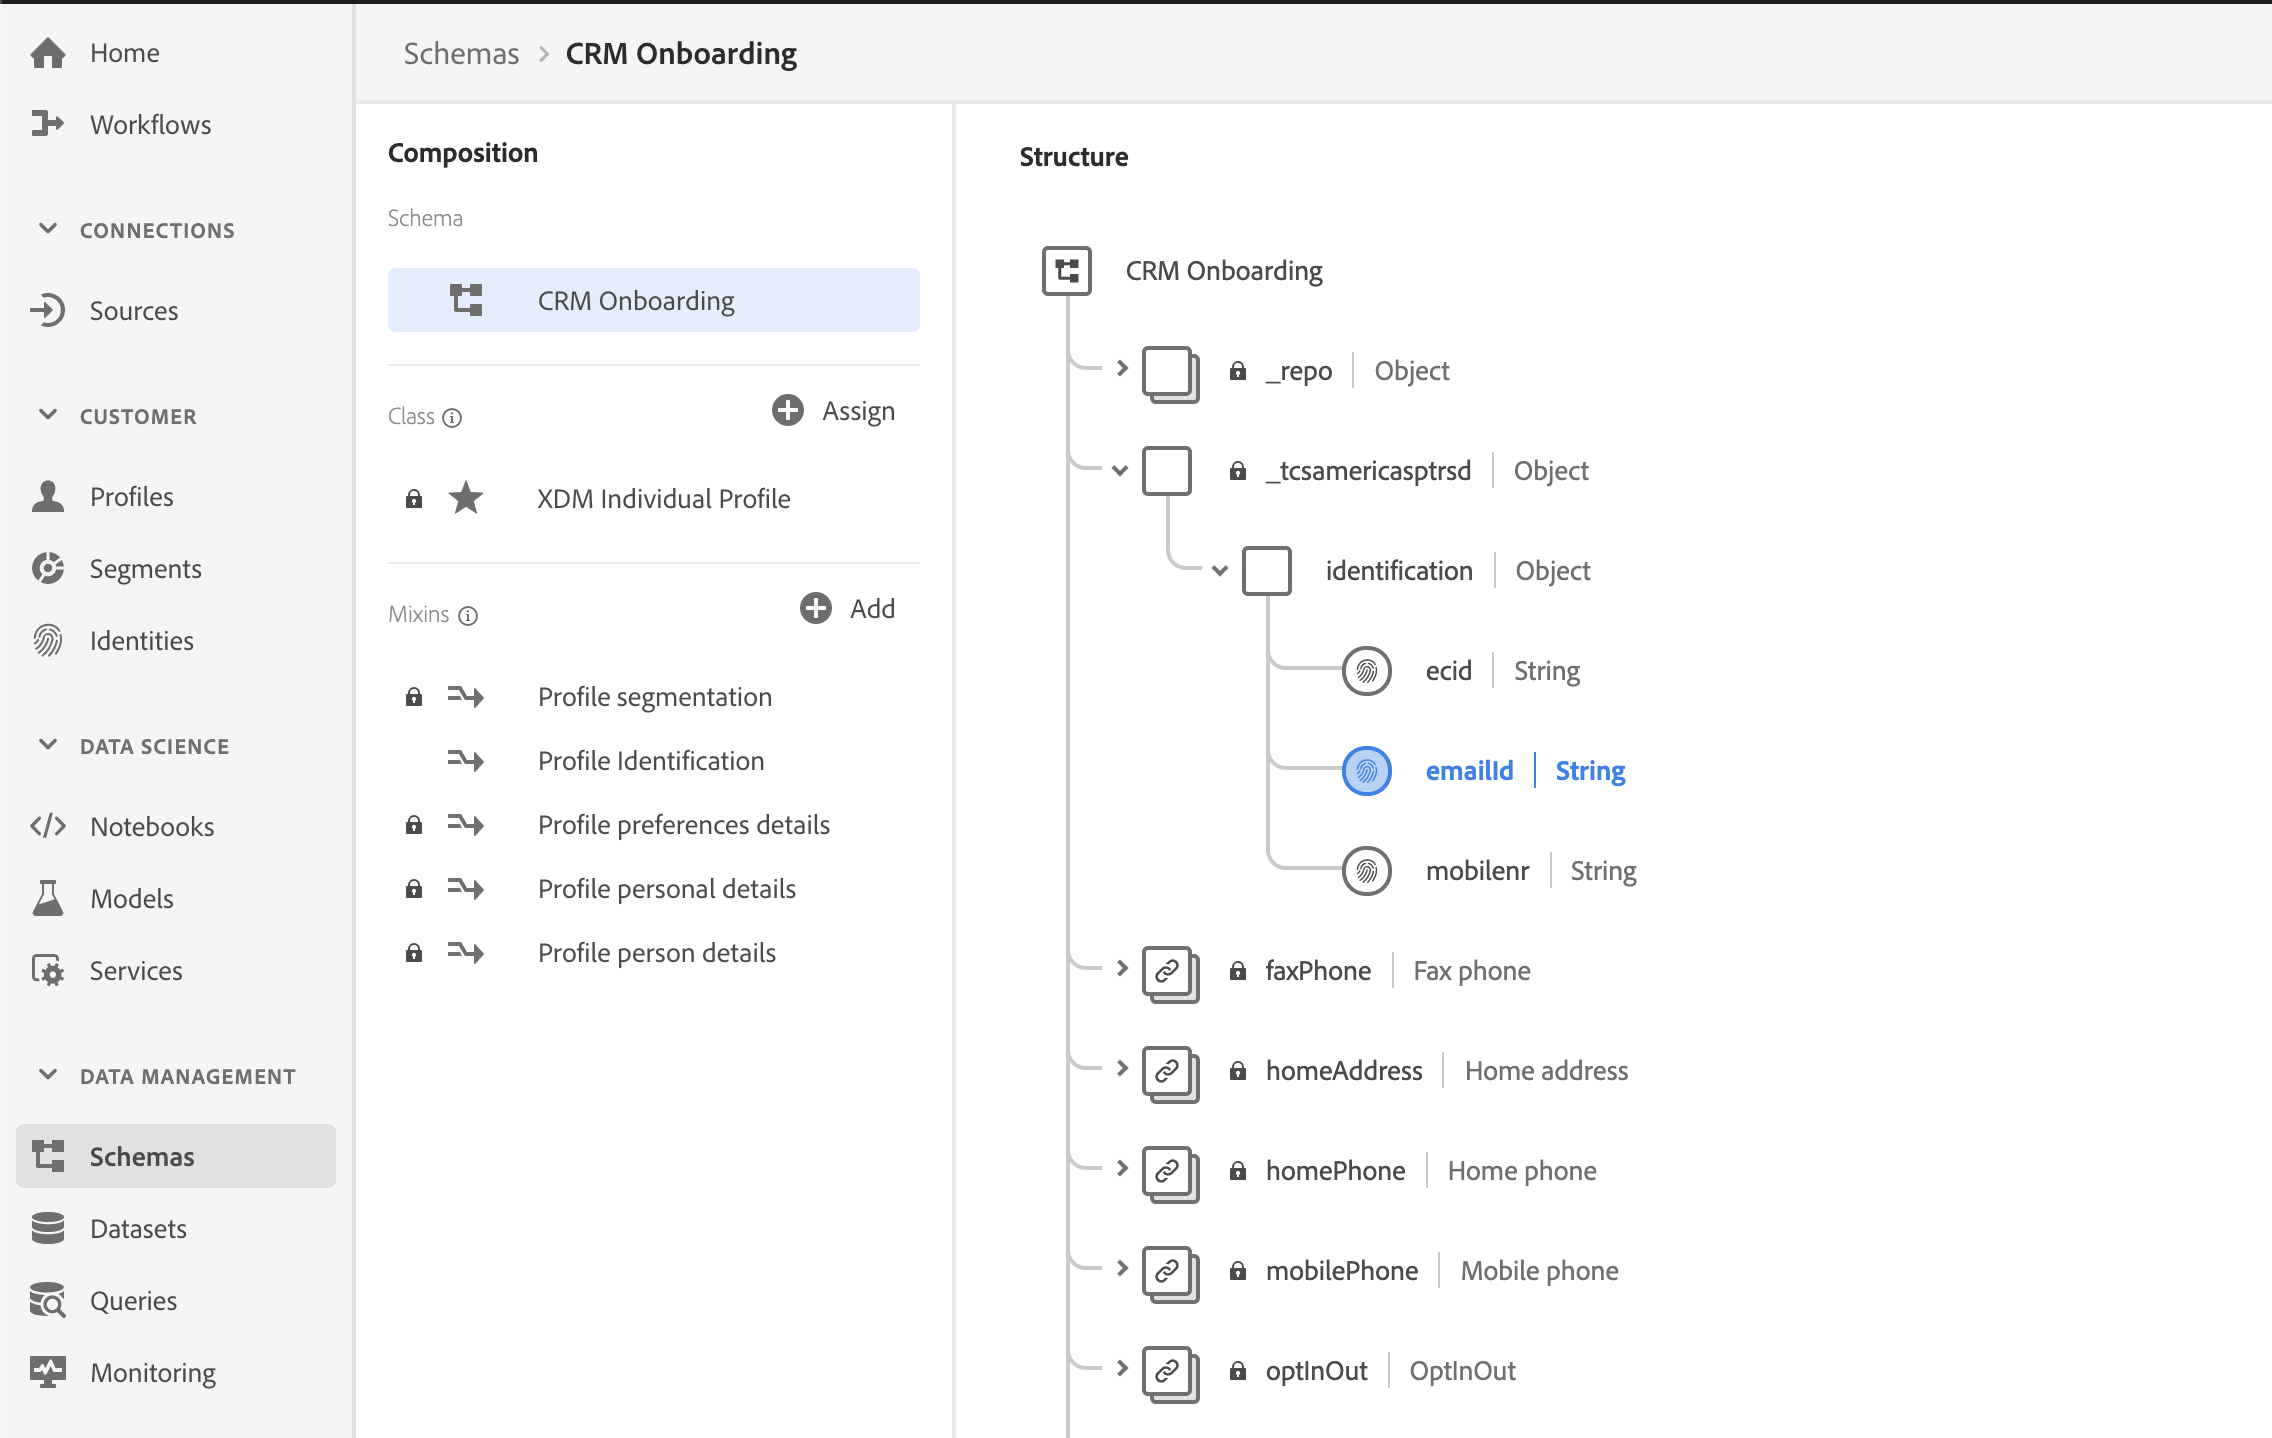 Home
Workflows
CONNECTIONS
Sources
CUSTOMER
Profiles
Segments
Identities
DATA SCIENCE
Notebooks
Models
Services
DATA MANAGEMENT
Schemas
Datasets
Queries
Monitoring
Schemas > CRM Onboarding
Composition
Schema
CRM Onboarding
Class
Assign
XDM Individual Profile
Mixins
Add
Profile segmentation
Profile Identification
Profile preferences details
Profile personal details
Profile person details
Structure
CRM Onboarding
_repo | Object
_tcsamericasptrsd | Object
identification | Object
ecid | String
emailId | String
mobilenr | String
faxPhone | Fax phone
homeAddress | Home address
homePhone | Home phone
mobilePhone | Mobile phone
optInOut | OptInOut